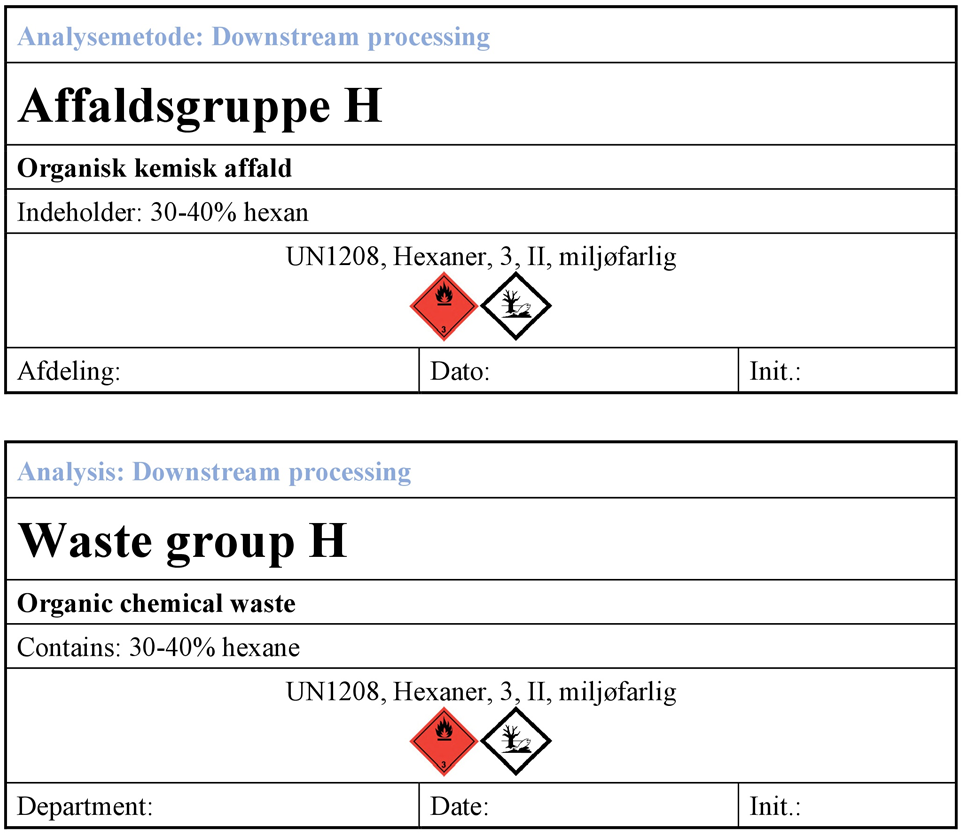 Analysemetode: Downstream processing
Affaldsgruppe H
Organisk kemisk affald
Indeholder: 30-40% hexan
UN1208, Hexaner, 3, II, miljøfarlig
3
Afdeling: Dato: Init.:
Analysis: Downstream processing
Waste group H
Organic chemical waste
Contains: 30-40% hexane
UN1208, Hexaner, 3, II, miljøfarlig
3
Department: Date: Init.: